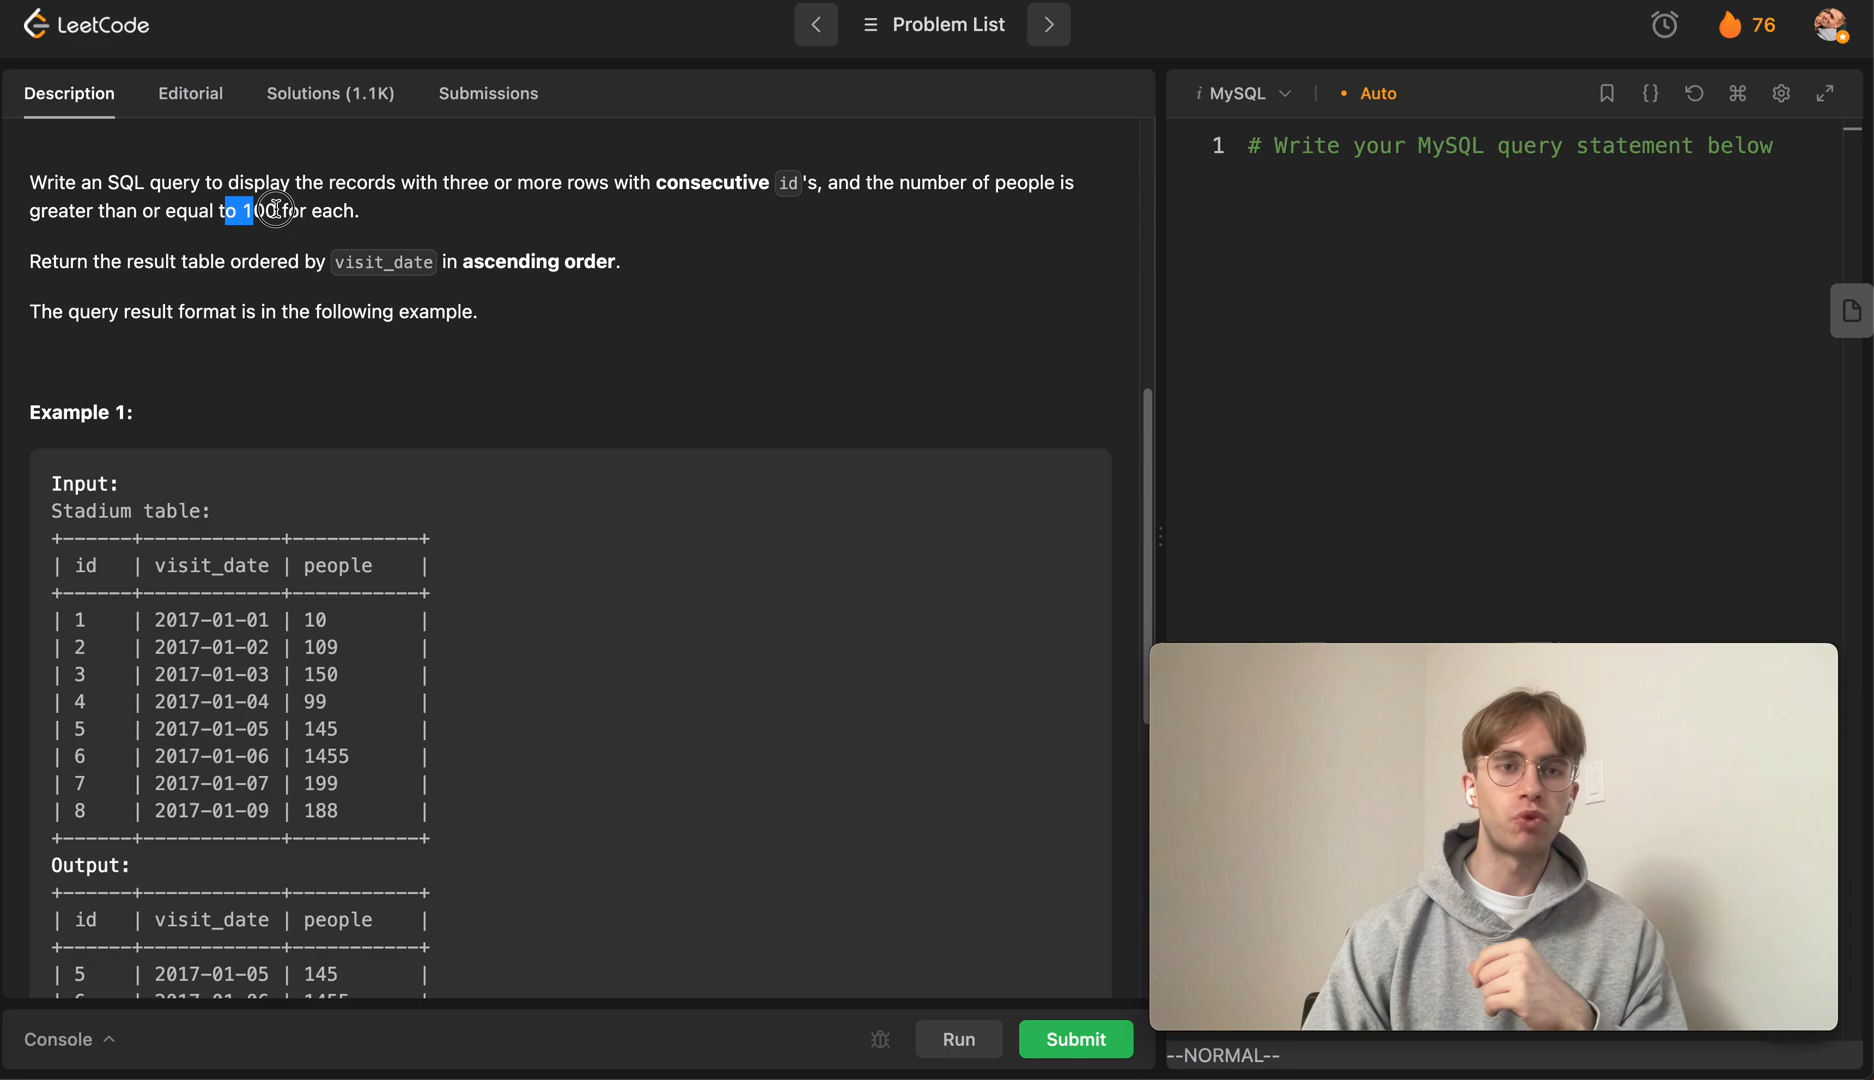 LeetCode
Problem List
76
Description Editorial Solutions (1.1K) Submissions
i MySQL • Auto
Write an SQL query to display the records with three or more rows with consecutive id's, and the number of people is
greater than or equal to 100 for each.
Return the result table ordered by visit_date in ascending order.
The query result format is in the following example.
Example 1:
Input:
Stadium table:
+------+------------+-----------+
| id   | visit_date | people    |
+------+------------+-----------+
| 1    | 2017-01-01 | 10        |
| 2    | 2017-01-02 | 109       |
| 3    | 2017-01-03 | 150       |
| 4    | 2017-01-04 | 99        |
| 5    | 2017-01-05 | 145       |
| 6    | 2017-01-06 | 1455      |
| 7    | 2017-01-07 | 199       |
| 8    | 2017-01-09 | 188       |
+------+------------+-----------+
Output:
+------+------------+-----------+
| id   | visit_date | people    |
+------+------------+-----------+
| 5    | 2017-01-05 | 145       |
| 6    | 2017-01-06 | 1455      |
Console
Run
Submit
1 # Write your MySQL query statement below
--NORMAL--